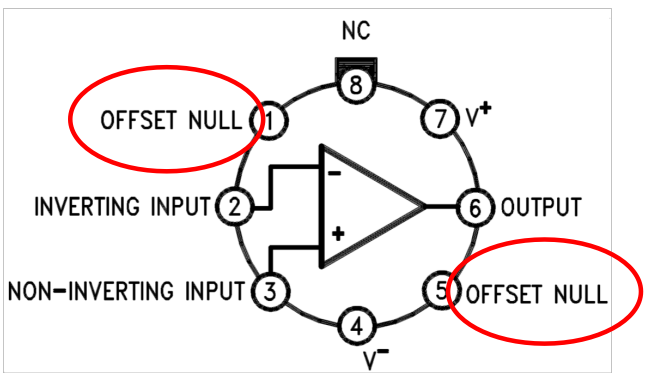 NC
8
OFFSET NULL 1
7 V+
INVERTING INPUT 2
-
6 OUTPUT
+
NON-INVERTING INPUT 3
5 OFFSET NULL
4
V-